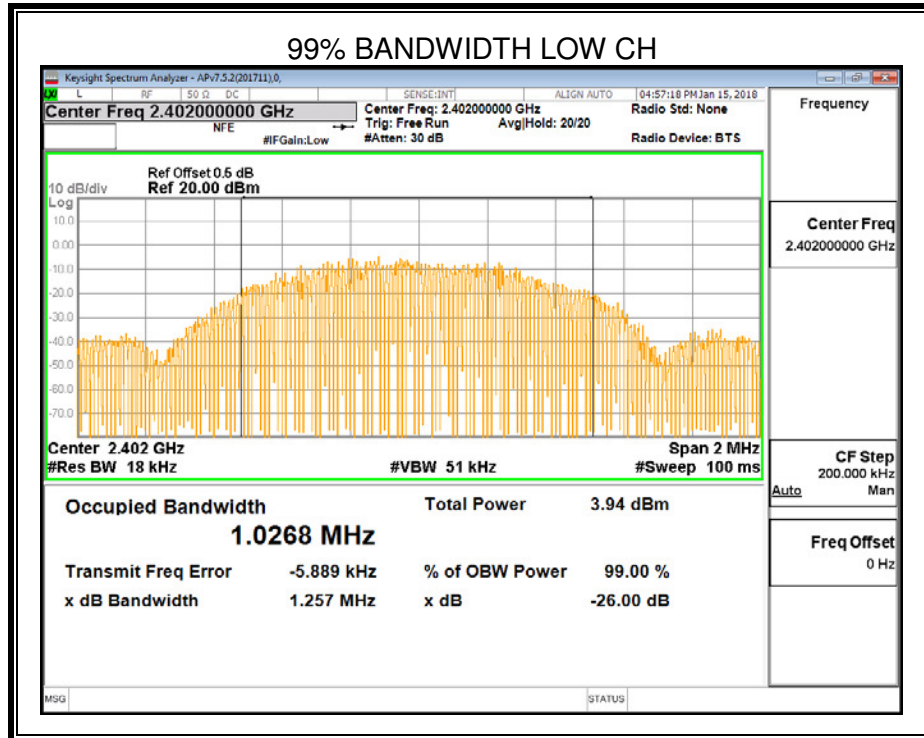 99% BANDWIDTH LOW CH
Keysight Spectrum Analyzer - APv7.5.2(201711),0,
LXI L RF 50 Ω DC SENSE:INT ALIGN AUTO 04:57:18 PM Jan 15, 2018
Center Freq 2.402000000 GHz
NFE
#IFGain:Low
Center Freq: 2.402000000 GHz
Trig: Free Run Avg|Hold: 20/20
#Atten: 30 dB
Radio Std: None
Radio Device: BTS
Ref Offset 0.5 dB
10 dB/div Ref 20.00 dBm
Log
10.0
0.00
-10.0
-20.0
-30.0
-40.0
-50.0
-60.0
-70.0
Center 2.402 GHz Span 2 MHz
#Res BW 18 kHz #VBW 51 kHz #Sweep 100 ms
Occupied Bandwidth Total Power 3.94 dBm
1.0268 MHz
Transmit Freq Error -5.889 kHz % of OBW Power 99.00 %
x dB Bandwidth 1.257 MHz x dB -26.00 dB
Frequency
Center Freq
2.402000000 GHz
CF Step
200.000 kHz
Auto Man
Freq Offset
0 Hz
MSG STATUS